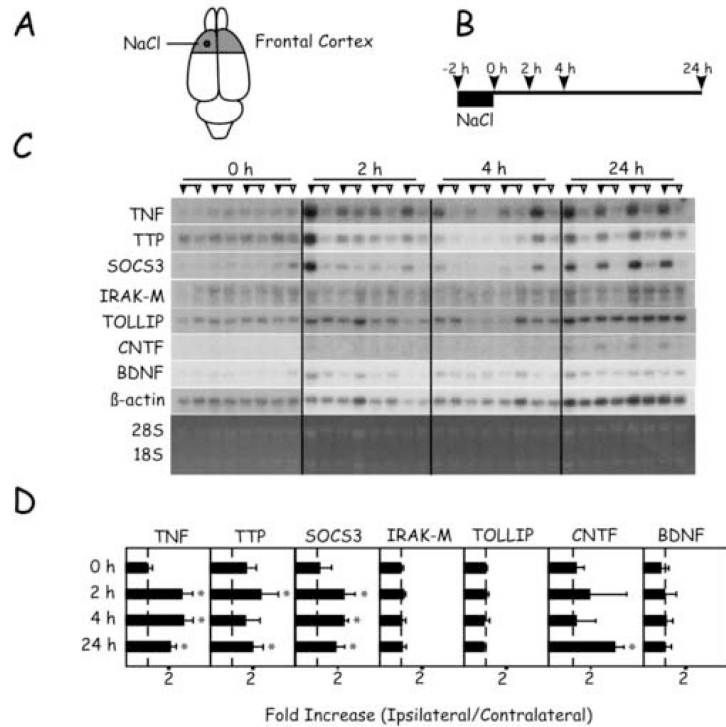 A
NaCl
Frontal Cortex
B
-2 h 0 h 2 h 4 h 24 h
NaCl
C
0 h 2 h 4 h 24 h
TNF
TTP
SOCS3
IRAK-M
TOLLIP
CNTF
BDNF
ß-actin
28S
18S
D
TNF TTP SOCS3 IRAK-M TOLLIP CNTF BDNF
0 h
2 h * * * 
4 h * *
24 h * * * *
2 2 2 2 2 2 2
Fold Increase (Ipsilateral/Contralateral)